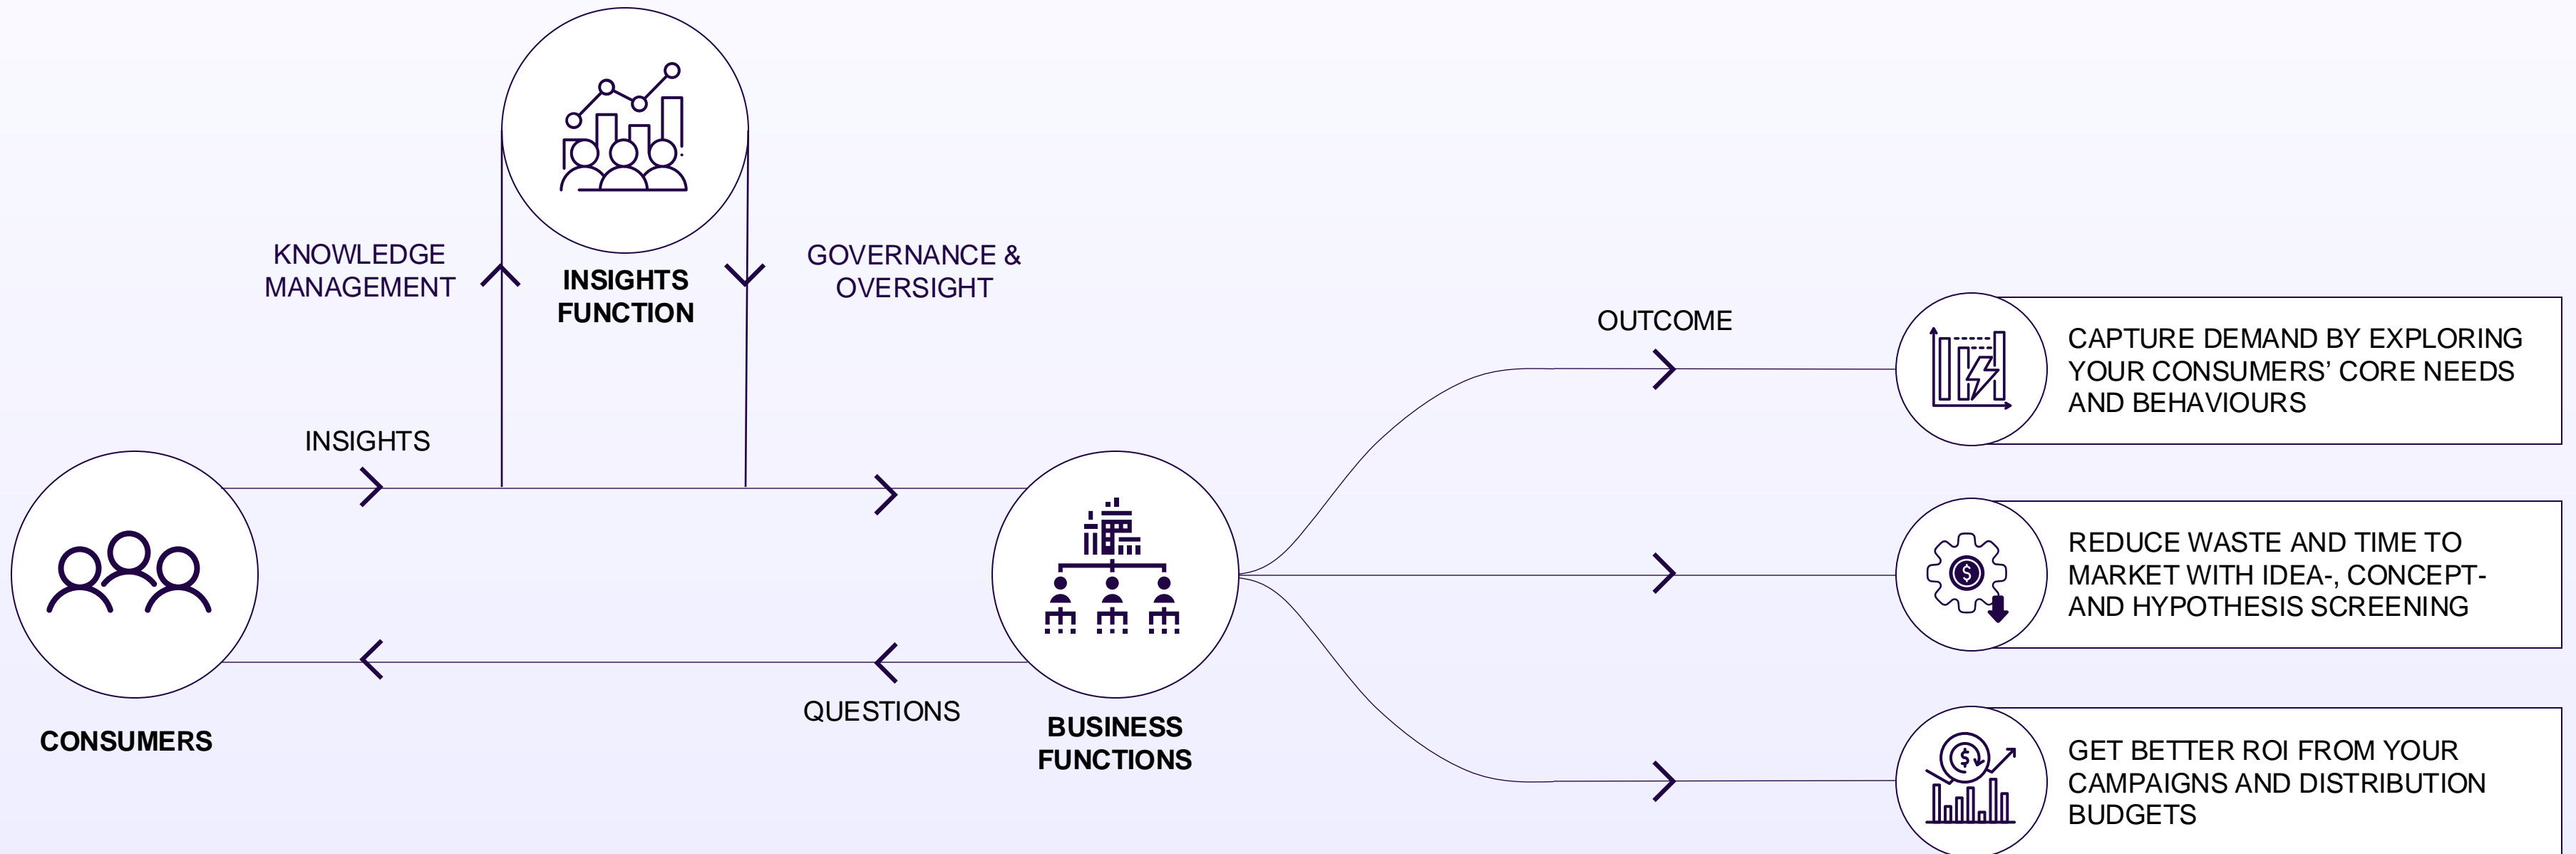 KNOWLEDGE
MANAGEMENT
INSIGHTS
FUNCTION
GOVERNANCE &
OVERSIGHT
INSIGHTS
CONSUMERS
QUESTIONS
BUSINESS
FUNCTIONS
OUTCOME
CAPTURE DEMAND BY EXPLORING
YOUR CONSUMERS’ CORE NEEDS
AND BEHAVIOURS
REDUCE WASTE AND TIME TO
MARKET WITH IDEA-, CONCEPT-
AND HYPOTHESIS SCREENING
GET BETTER ROI FROM YOUR
CAMPAIGNS AND DISTRIBUTION
BUDGETS